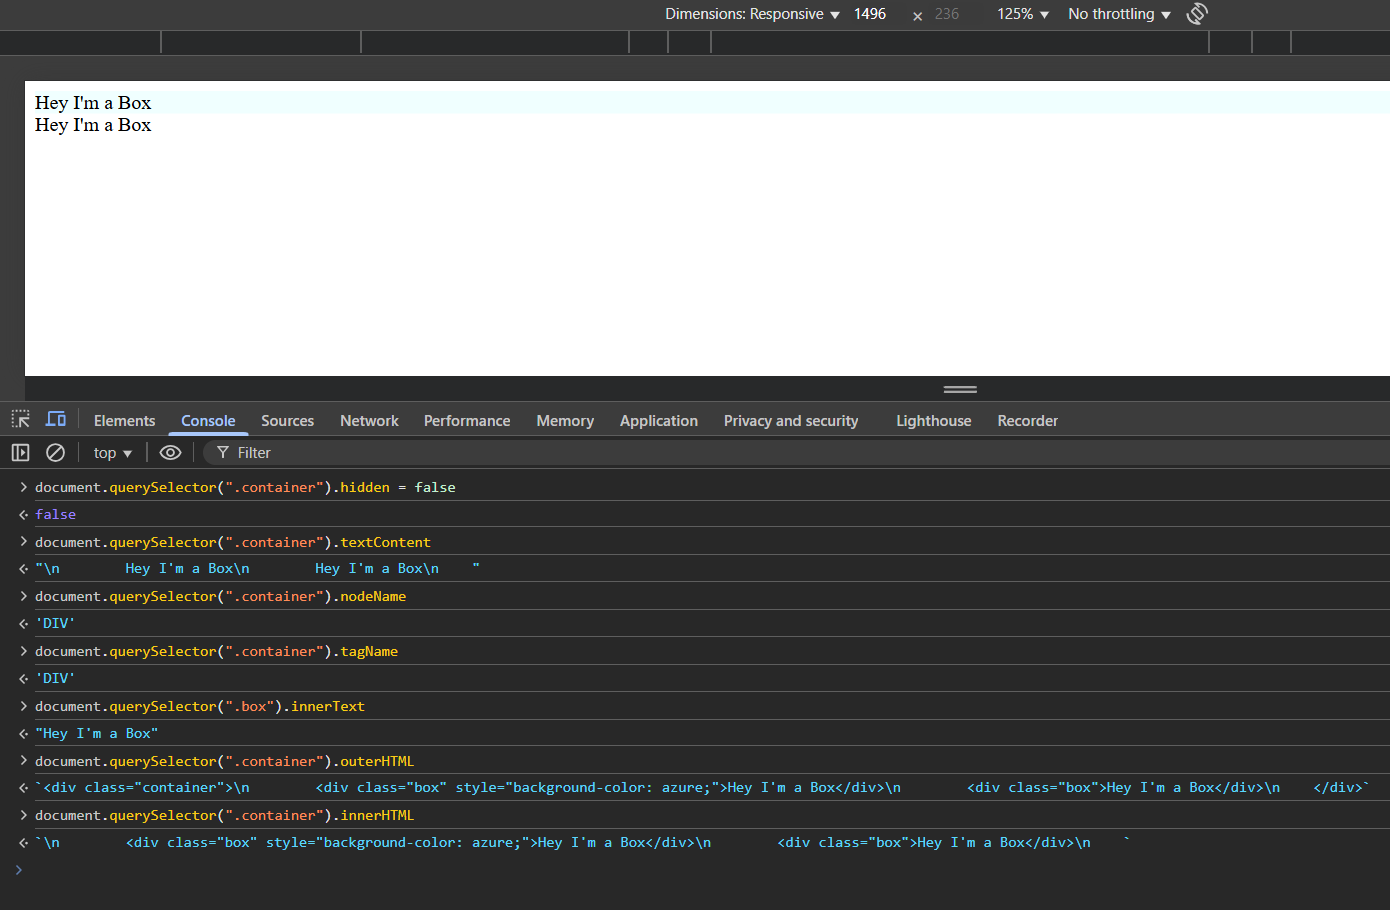 Dimensions: Responsive ▼ 1496 × 236 125% ▼ No throttling ▼
Hey I'm a Box
Hey I'm a Box
Elements Console Sources Network Performance Memory Application Privacy and security Lighthouse Recorder
top ▼ Filter
> document.querySelector(".container").hidden = false
<· false
> document.querySelector(".container").textContent
<· "\n        Hey I'm a Box\n        Hey I'm a Box\n    "
> document.querySelector(".container").nodeName
<· 'DIV'
> document.querySelector(".container").tagName
<· 'DIV'
> document.querySelector(".box").innerText
<· "Hey I'm a Box"
> document.querySelector(".container").outerHTML
<· `<div class="container">\n        <div class="box" style="background-color: azure;">Hey I'm a Box</div>\n        <div class="box">Hey I'm a Box</div>\n    </div>`
> document.querySelector(".container").innerHTML
<· `\n        <div class="box" style="background-color: azure;">Hey I'm a Box</div>\n        <div class="box">Hey I'm a Box</div>\n    `
>